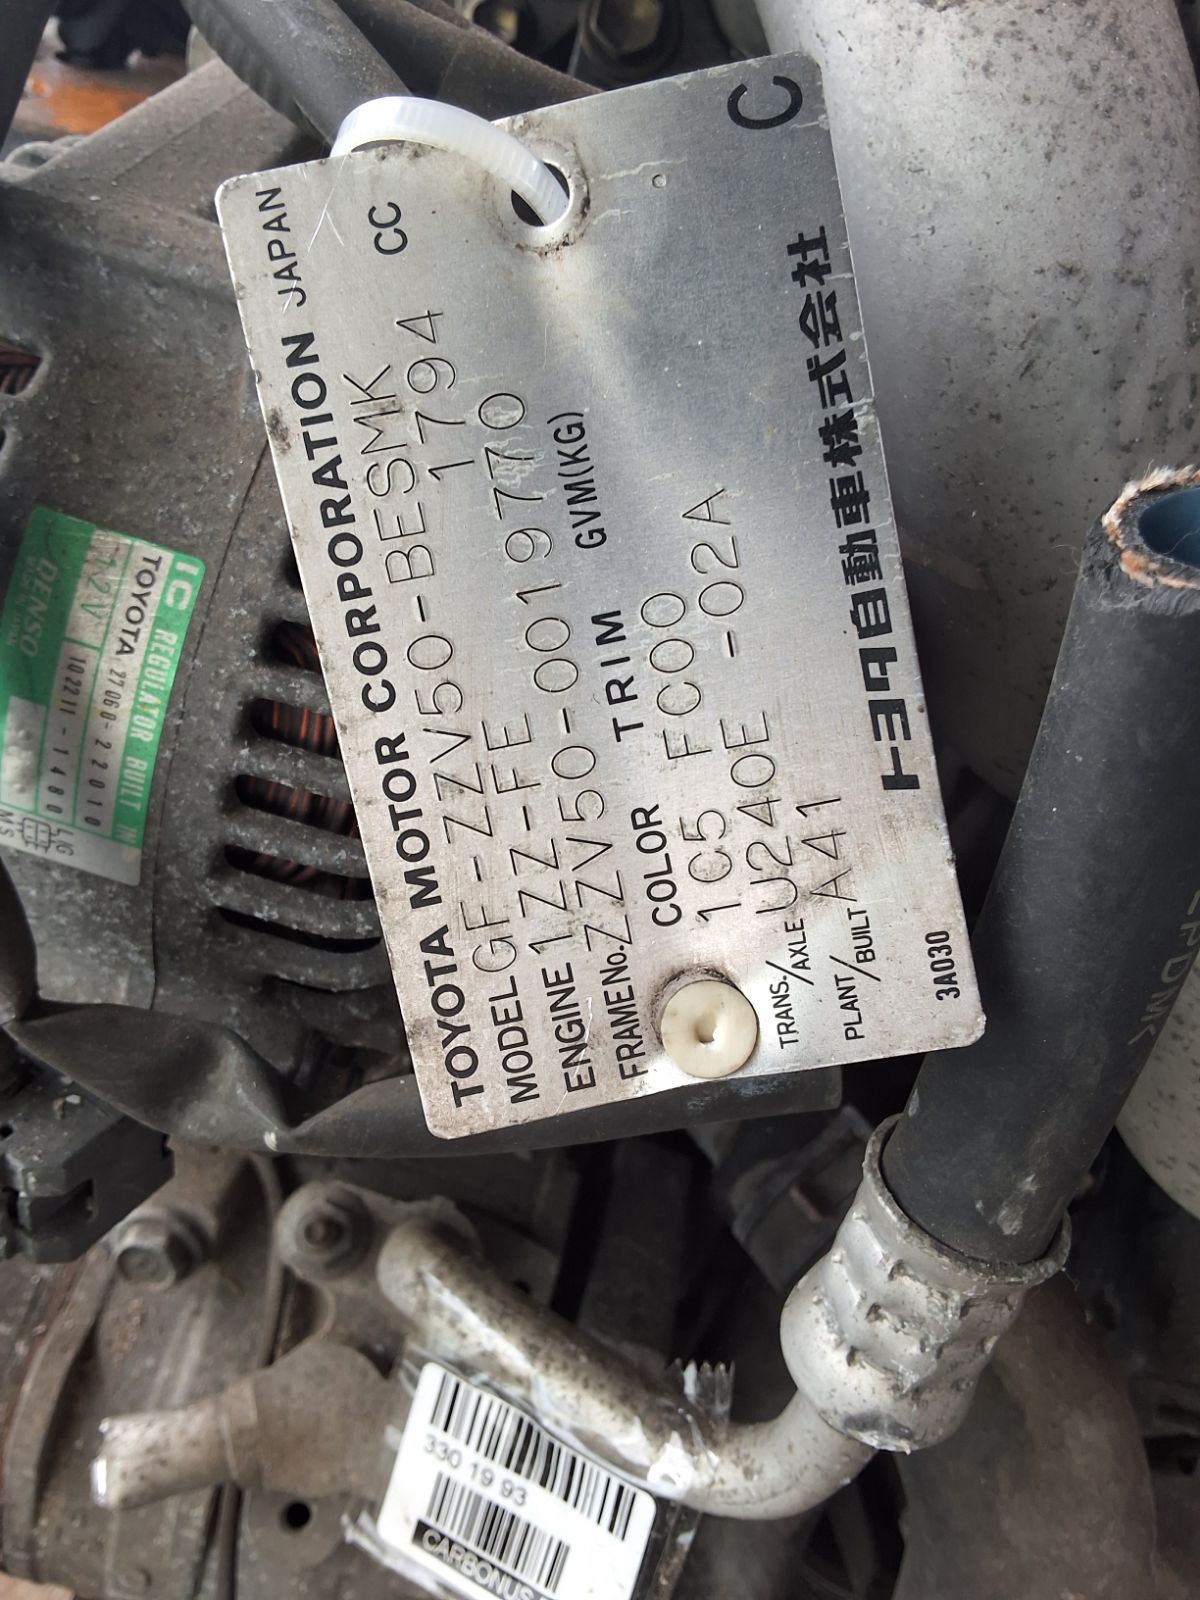 C
TOYOTA MOTOR CORPORATION JAPAN
MODEL GF-ZZV50-BESMK
ENGINE 1ZZ-FE 1794 CC
FRAME No. ZZV50-0019770
COLOR TRIM GVM(KG)
1C5 FC00
TRANS./AXLE U240E -02A
PLANT/BUILT A41
トヨタ自動車株式会社
3A030
IC REGULATOR BUILT IN
TOYOTA 27060-22010
12V 102211-1480
DENSO
L IG
M S
330 19 93
CARBONUS